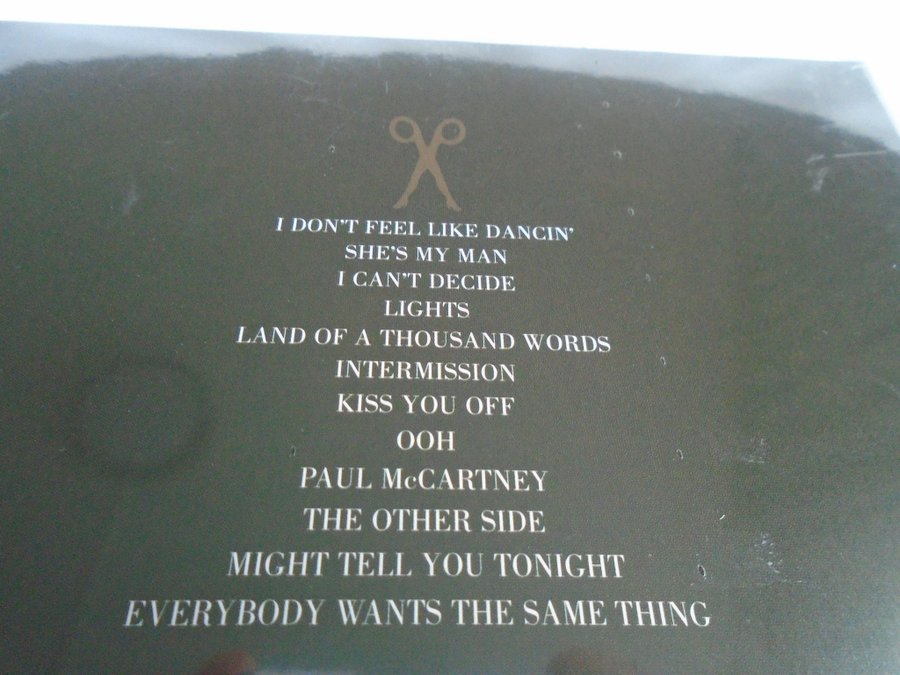 I DON'T FEEL LIKE DANCIN'
SHE'S MY MAN
I CAN'T DECIDE
LIGHTS
LAND OF A THOUSAND WORDS
INTERMISSION
KISS YOU OFF
OOH
PAUL McCARTNEY
THE OTHER SIDE
MIGHT TELL YOU TONIGHT
EVERYBODY WANTS THE SAME THING